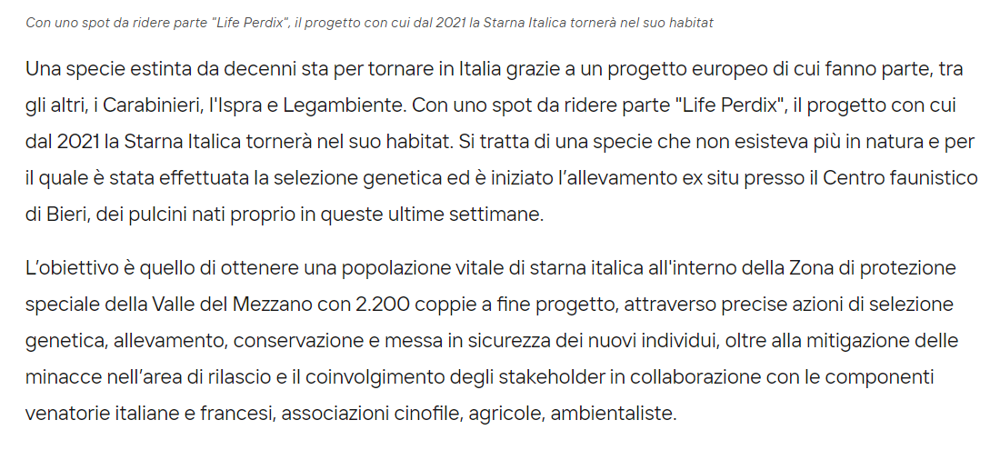 Con uno spot da ridere parte "Life Perdix", il progetto con cui dal 2021 la Starna Italica tornerà nel suo habitat
Una specie estinta da decenni sta per tornare in Italia grazie a un progetto europeo di cui fanno parte, tra
gli altri, i Carabinieri, l'Ispra e Legambiente. Con uno spot da ridere parte "Life Perdix", il progetto con cui
dal 2021 la Starna Italica tornerà nel suo habitat. Si tratta di una specie che non esisteva più in natura e per
il quale è stata effettuata la selezione genetica ed è iniziato l’allevamento ex situ presso il Centro faunistico
di Bieri, dei pulcini nati proprio in queste ultime settimane.
L’obiettivo è quello di ottenere una popolazione vitale di starna italica all'interno della Zona di protezione
speciale della Valle del Mezzano con 2.200 coppie a fine progetto, attraverso precise azioni di selezione
genetica, allevamento, conservazione e messa in sicurezza dei nuovi individui, oltre alla mitigazione delle
minacce nell’area di rilascio e il coinvolgimento degli stakeholder in collaborazione con le componenti
venatorie italiane e francesi, associazioni cinofile, agricole, ambientaliste.